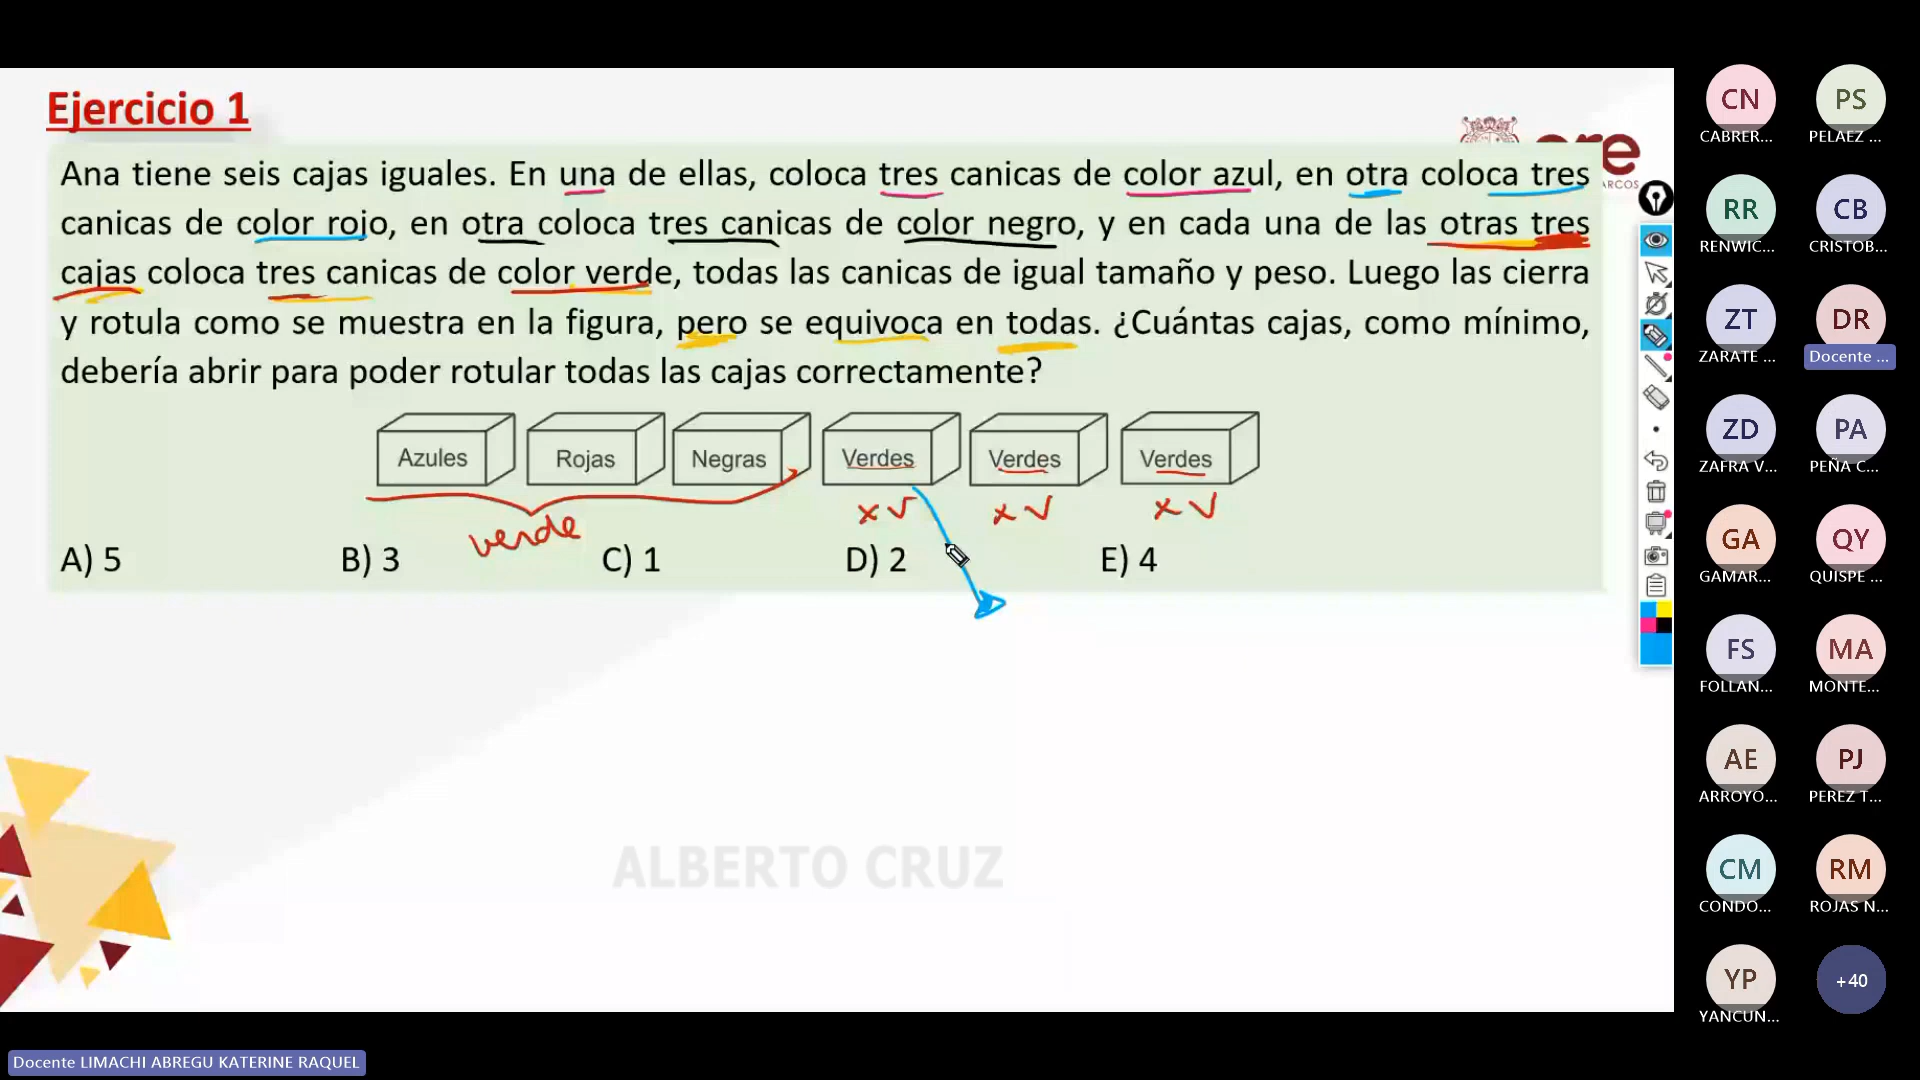 Ejercicio 1
Ana tiene seis cajas iguales. En una de ellas, coloca tres canicas de color azul, en otra coloca tres
canicas de color rojo, en otra coloca tres canicas de color negro, y en cada una de las otras tres
cajas coloca tres canicas de color verde, todas las canicas de igual tamaño y peso. Luego las cierra
y rotula como se muestra en la figura, pero se equivoca en todas. ¿Cuántas cajas, como mínimo,
debería abrir para poder rotular todas las cajas correctamente?
Azules Rojas Negras Verdes Verdes Verdes
x v x v x v
verde
A) 5 B) 3 C) 1 D) 2 E) 4
ALBERTO CRUZ
Docente LIMACHI ABREGU KATERINE RAQUEL
CN PS
CABRER... PELAEZ ...
RR CB
RENWIC... CRISTOB...
ZT DR
ZARATE ... Docente ...
ZD PA
ZAFRA V... PEÑA C...
GA QY
GAMAR... QUISPE ...
FS MA
FOLLAN... MONTE...
AE PJ
ARROYO... PEREZ T...
CM RM
CONDO... ROJAS N...
YP +40
YANCUN...